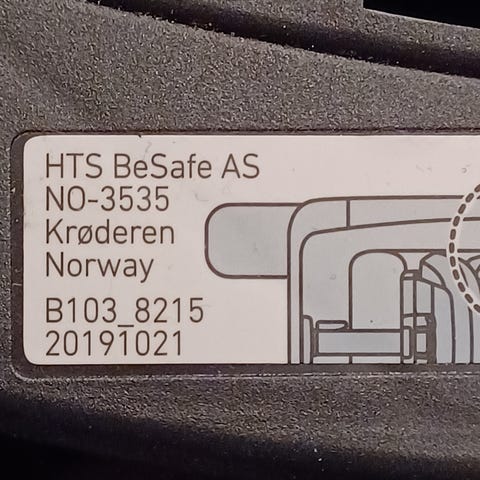 HTS BeSafe AS
NO-3535
Krøderen
Norway
B103_8215
20191021